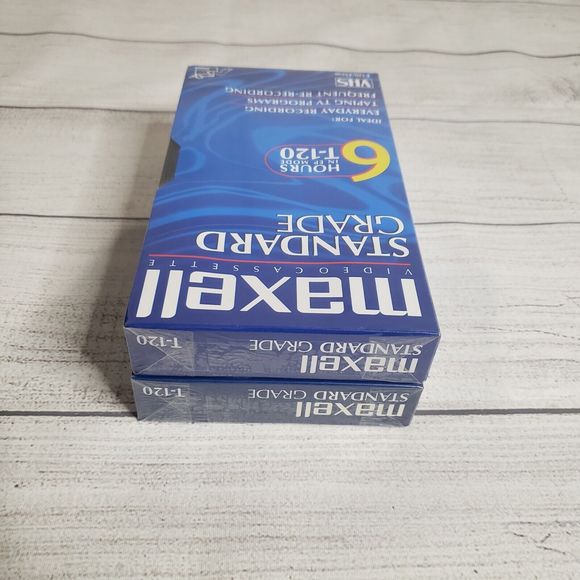 maxell
VIDEOCASSETTE
STANDARD
GRADE
6 HOURS
IN EP MODE
T-120
IDEAL FOR:
EVERYDAY RECORDING
TAPING TV PROGRAMS
FREQUENT RE-RECORDING
VHS
maxell
STANDARD GRADE
T-120
maxell
STANDARD GRADE
T-120